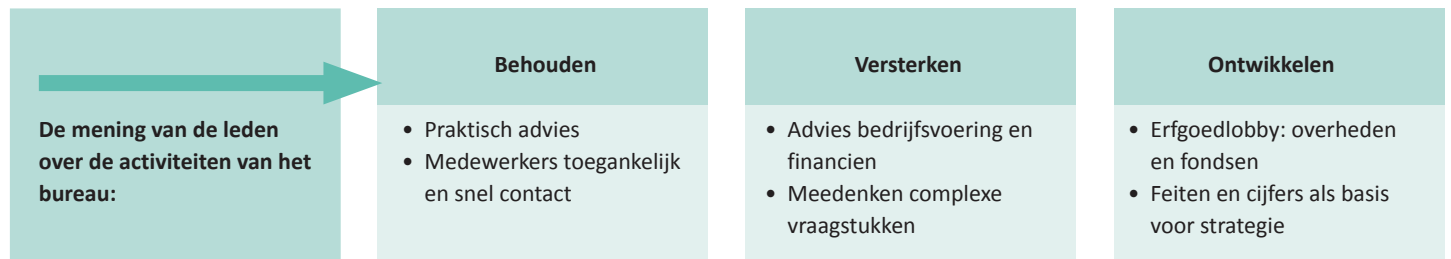 De mening van de leden
over de activiteiten van het
bureau:
Behouden
• Praktisch advies
• Medewerkers toegankelijk
en snel contact
Versterken
• Advies bedrijfsvoering en
financien
• Meedenken complexe
vraagstukken
Ontwikkelen
• Erfgoedlobby: overheden
en fondsen
• Feiten en cijfers als basis
voor strategie